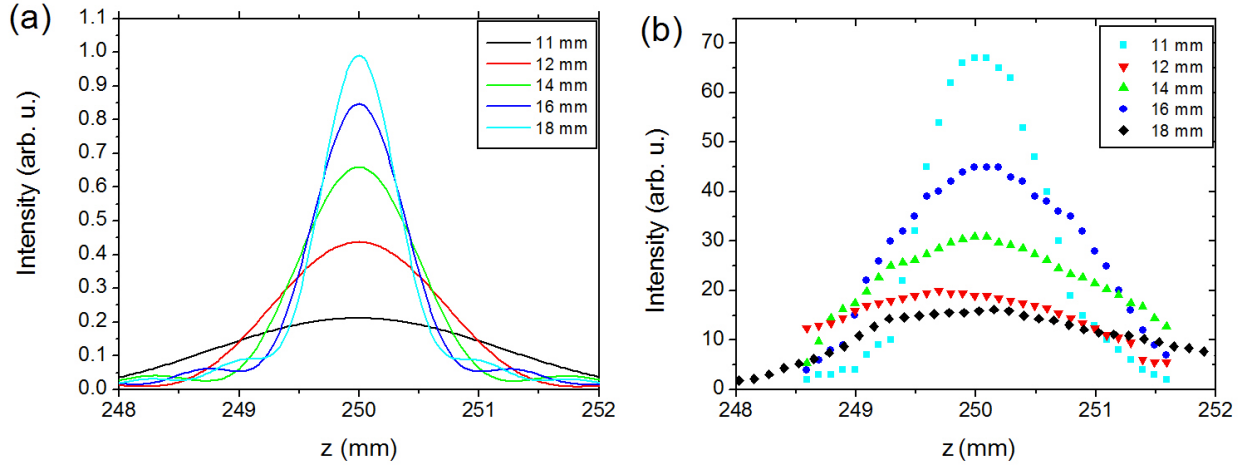 (a)
Intensity (arb. u.)
1.1
1.0
0.9
0.8
0.7
0.6
0.5
0.4
0.3
0.2
0.1
0.0
248
249
250
251
252
z (mm)
11 mm
12 mm
14 mm
16 mm
18 mm
(b)
Intensity (arb. u.)
70
60
50
40
30
20
10
0
248
249
250
251
252
z (mm)
11 mm
12 mm
14 mm
16 mm
18 mm